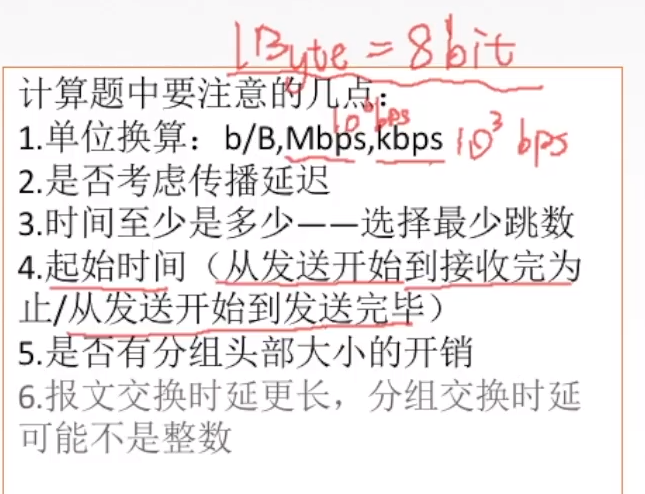 1Byte = 8bit
计算题中要注意的几点：
10⁶bps
1.单位换算：b/B,Mbps,kbps 10³ bps
2.是否考虑传播延迟
3.时间至少是多少——选择最少跳数
4.起始时间（从发送开始到接收完为
止/从发送开始到发送完毕）
5.是否有分组头部大小的开销
6.报文交换时延更长，分组交换时延
可能不是整数